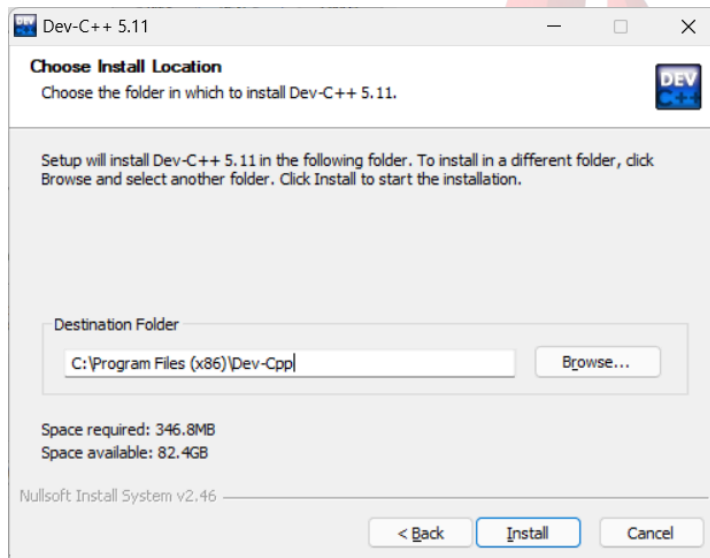 Dev-C++ 5.11
Choose Install Location
Choose the folder in which to install Dev-C++ 5.11.
DEV
C++
Setup will install Dev-C++ 5.11 in the following folder. To install in a different folder, click
Browse and select another folder. Click Install to start the installation.
Destination Folder
C:\Program Files (x86)\Dev-Cpp
Browse...
Space required: 346.8MB
Space available: 82.4GB
Nullsoft Install System v2.46
< Back
Install
Cancel